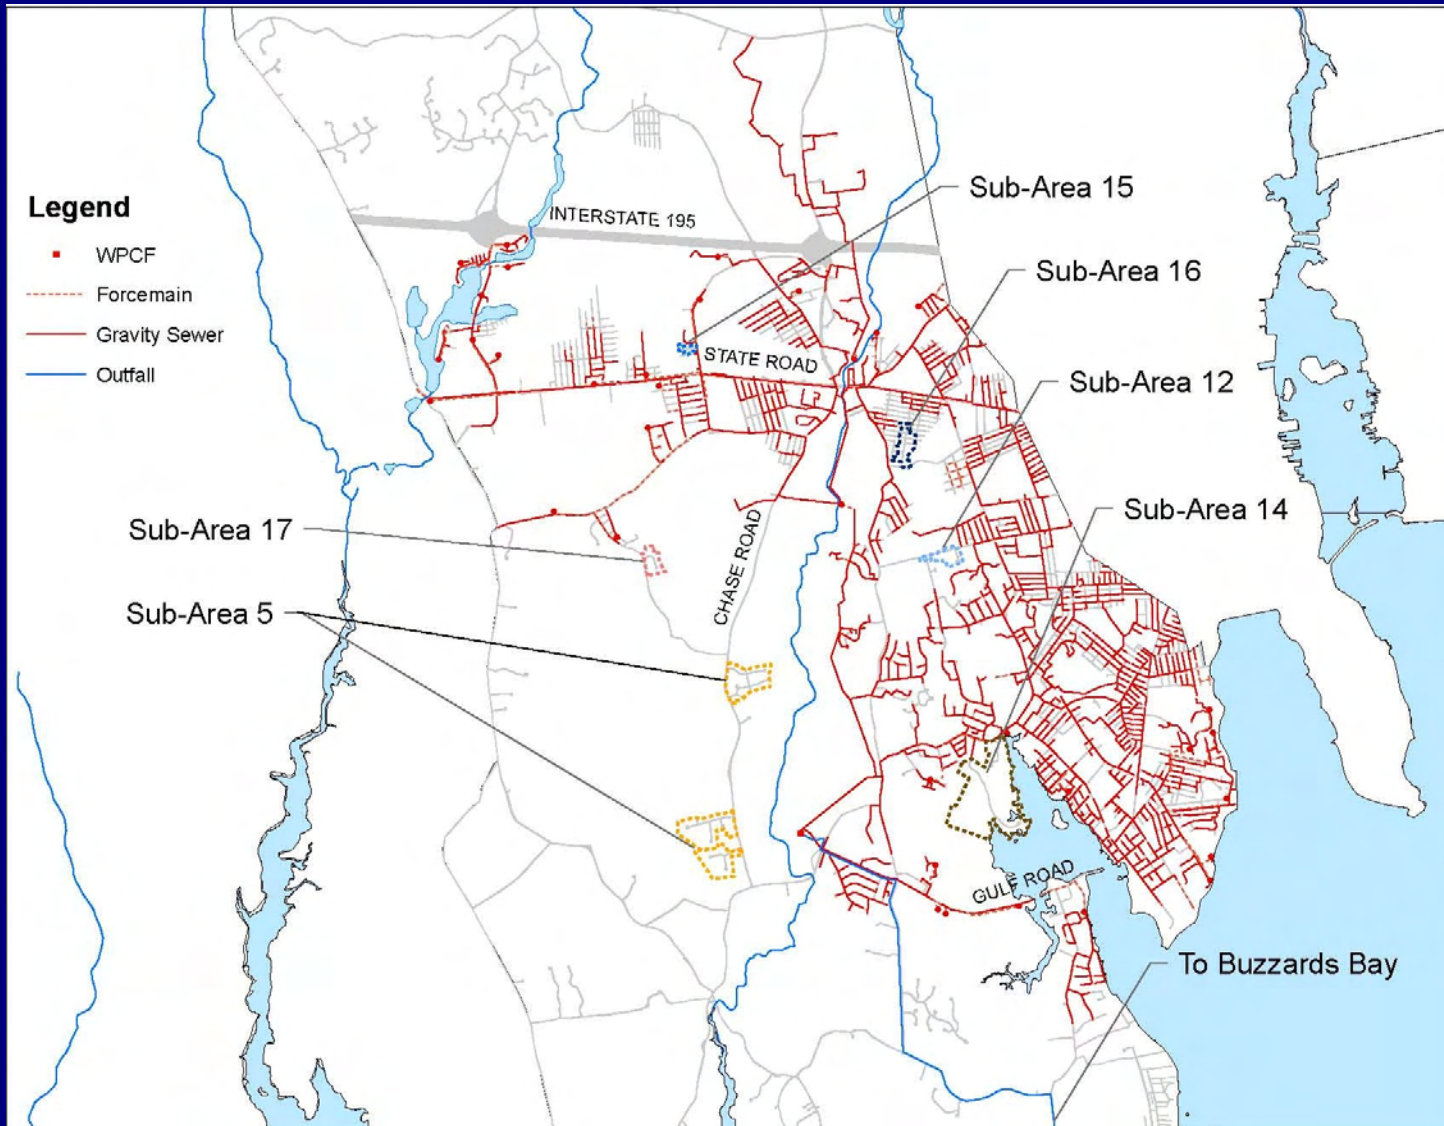 Legend
WPCF
Forcemain
Gravity Sewer
Outfall
INTERSTATE 195
Sub-Area 15
Sub-Area 16
STATE ROAD
Sub-Area 12
Sub-Area 14
Sub-Area 17
CHASE ROAD
Sub-Area 5
GULF ROAD
To Buzzards Bay